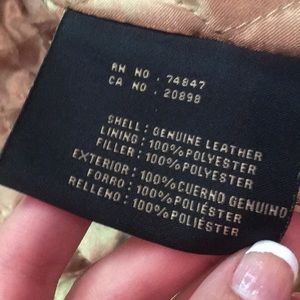 RN NO : 74847
CA NO : 20898
SHELL : GENUINE LEATHER
LINING : 100% POLYESTER
FILLER : 100% POLYESTER
EXTERIOR : 100% CUERNO GENUINO
FORRO : 100% POLIÉSTER
RELLENO : 100% POLIÉSTER